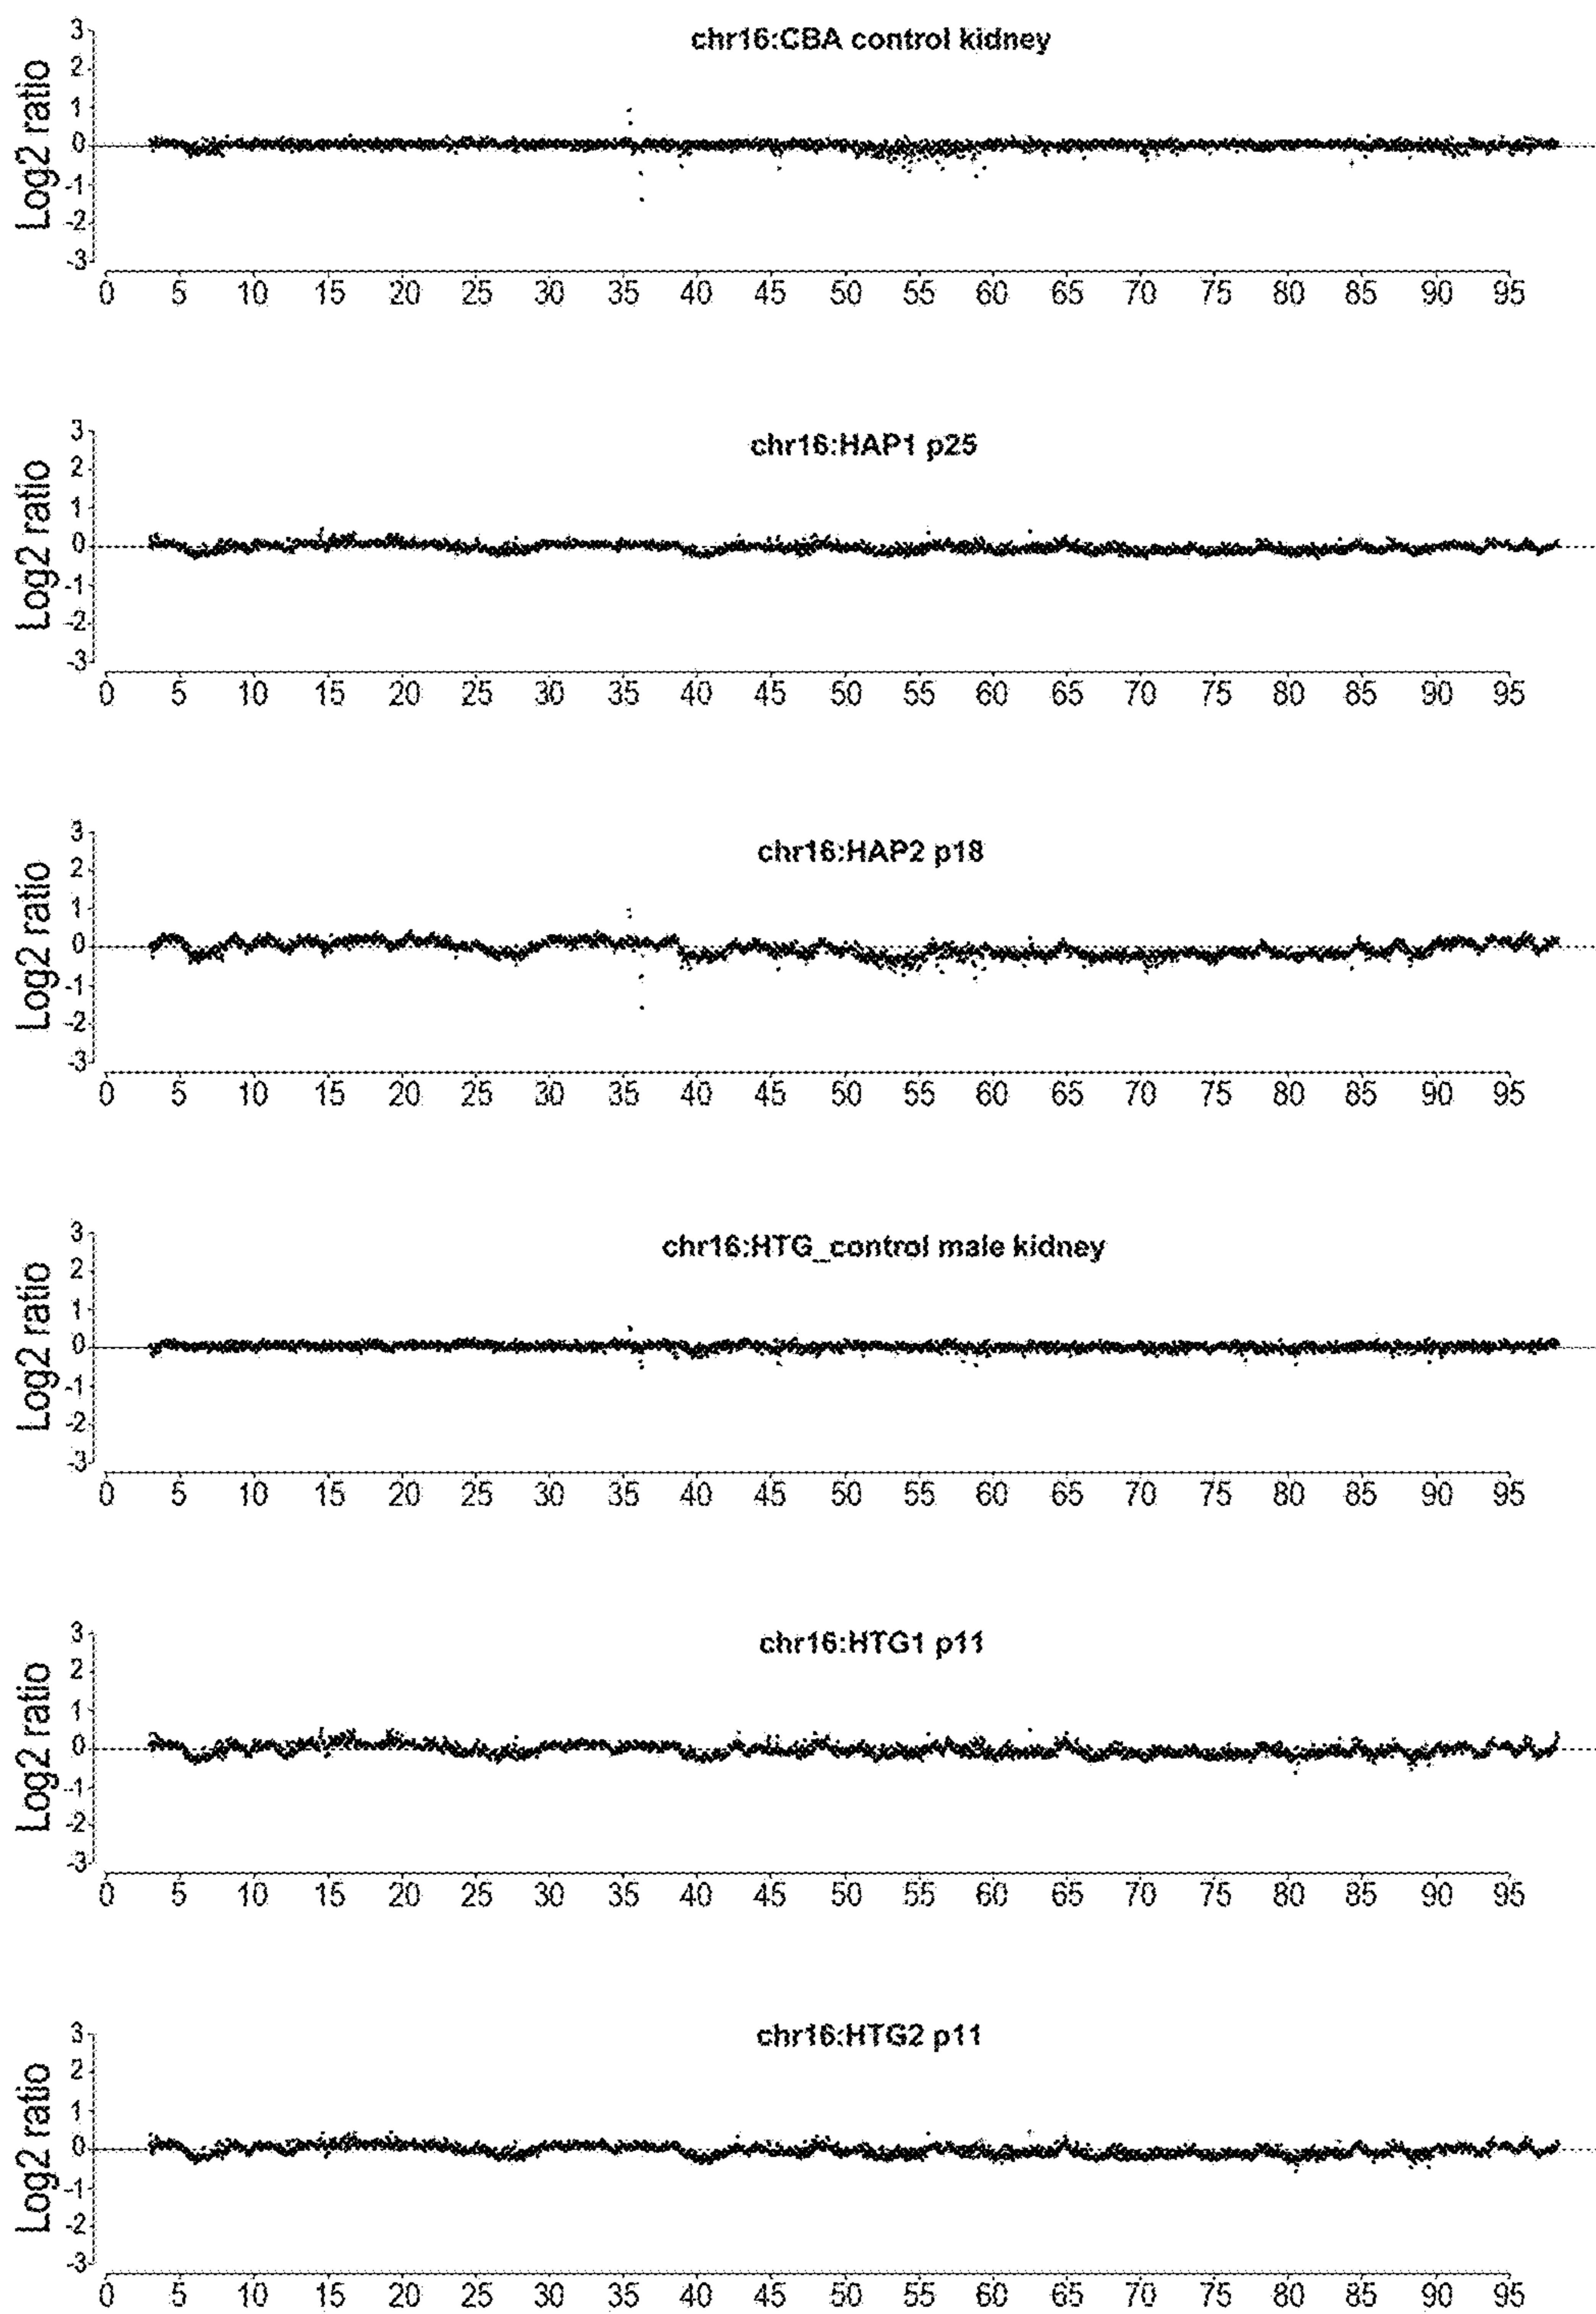 chr16:CBA control kidney
Log2 ratio
3
2
1
0
-1
-2
-3
0 5 10 15 20 25 30 35 40 45 50 55 60 65 70 75 80 85 90 95
chr16:HAP1 p25
Log2 ratio
3
2
1
0
-1
-2
-3
0 5 10 15 20 25 30 35 40 45 50 55 60 65 70 75 80 85 90 95
chr16:HAP2 p18
Log2 ratio
3
2
1
0
-1
-2
-3
0 5 10 15 20 25 30 35 40 45 50 55 60 65 70 75 80 85 90 95
chr16:HTG_control male kidney
Log2 ratio
3
2
1
0
-1
-2
-3
0 5 10 15 20 25 30 35 40 45 50 55 60 65 70 75 80 85 90 95
chr16:HTG1 p11
Log2 ratio
3
2
1
0
-1
-2
-3
0 5 10 15 20 25 30 35 40 45 50 55 60 65 70 75 80 85 90 95
chr16:HTG2 p11
Log2 ratio
3
2
1
0
-1
-2
-3
0 5 10 15 20 25 30 35 40 45 50 55 60 65 70 75 80 85 90 95